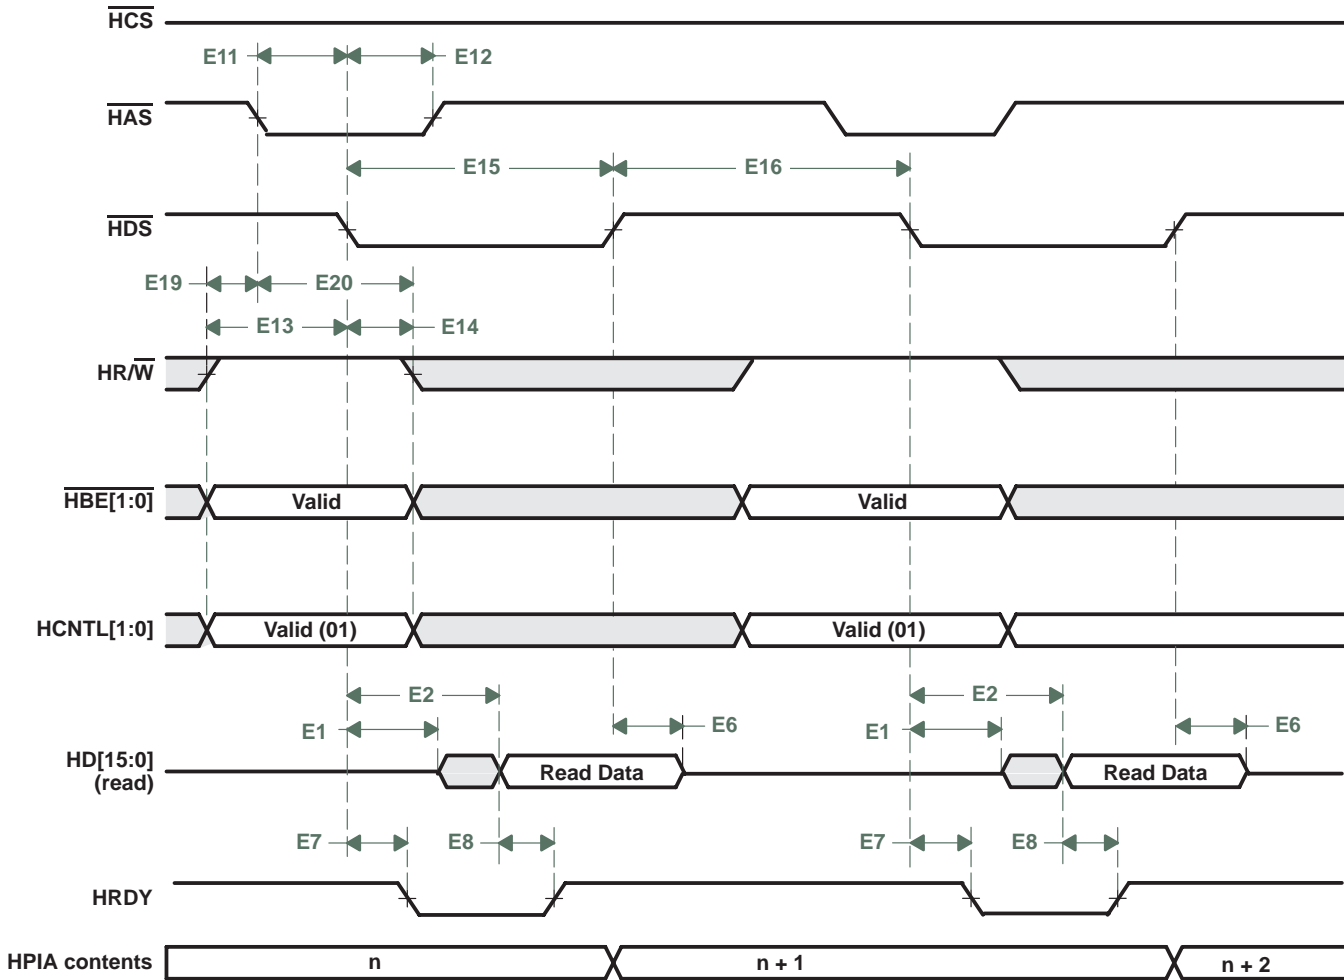 HCS
E11
E12
HAS
E15
E16
HDS
E19
E20
E13
E14
HR/W
HBE[1:0]
Valid
Valid
HCNTL[1:0]
Valid (01)
Valid (01)
E2
E2
E1
E6
E1
E6
HD[15:0]
(read)
Read Data
Read Data
E7
E8
E7
E8
HRDY
HPIA contents
n
n + 1
n + 2